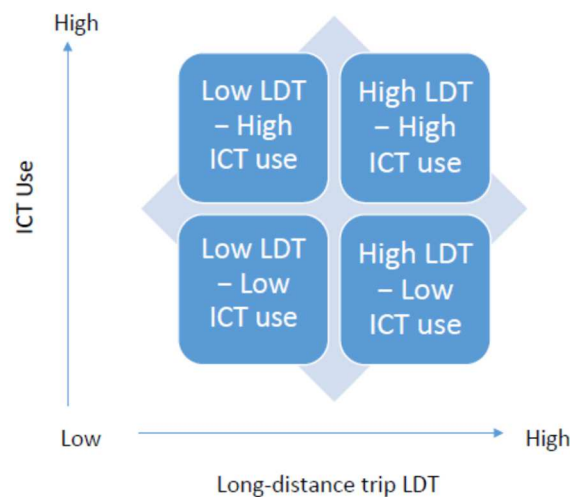 High
Low LDT
– High
ICT use
High LDT
– High
ICT use
ICT Use
Low LDT
– Low
ICT use
High LDT
– Low
ICT use
Low
High
Long-distance trip LDT